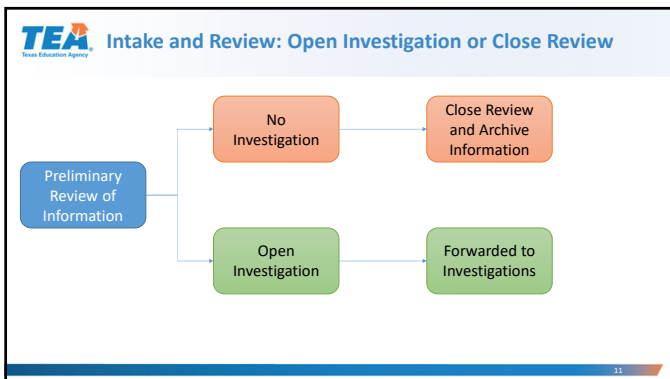 TEA
Texas Education Agency
Intake and Review: Open Investigation or Close Review
Preliminary
Review of
Information
No
Investigation
Close Review
and Archive
Information
Open
Investigation
Forwarded to
Investigations
11